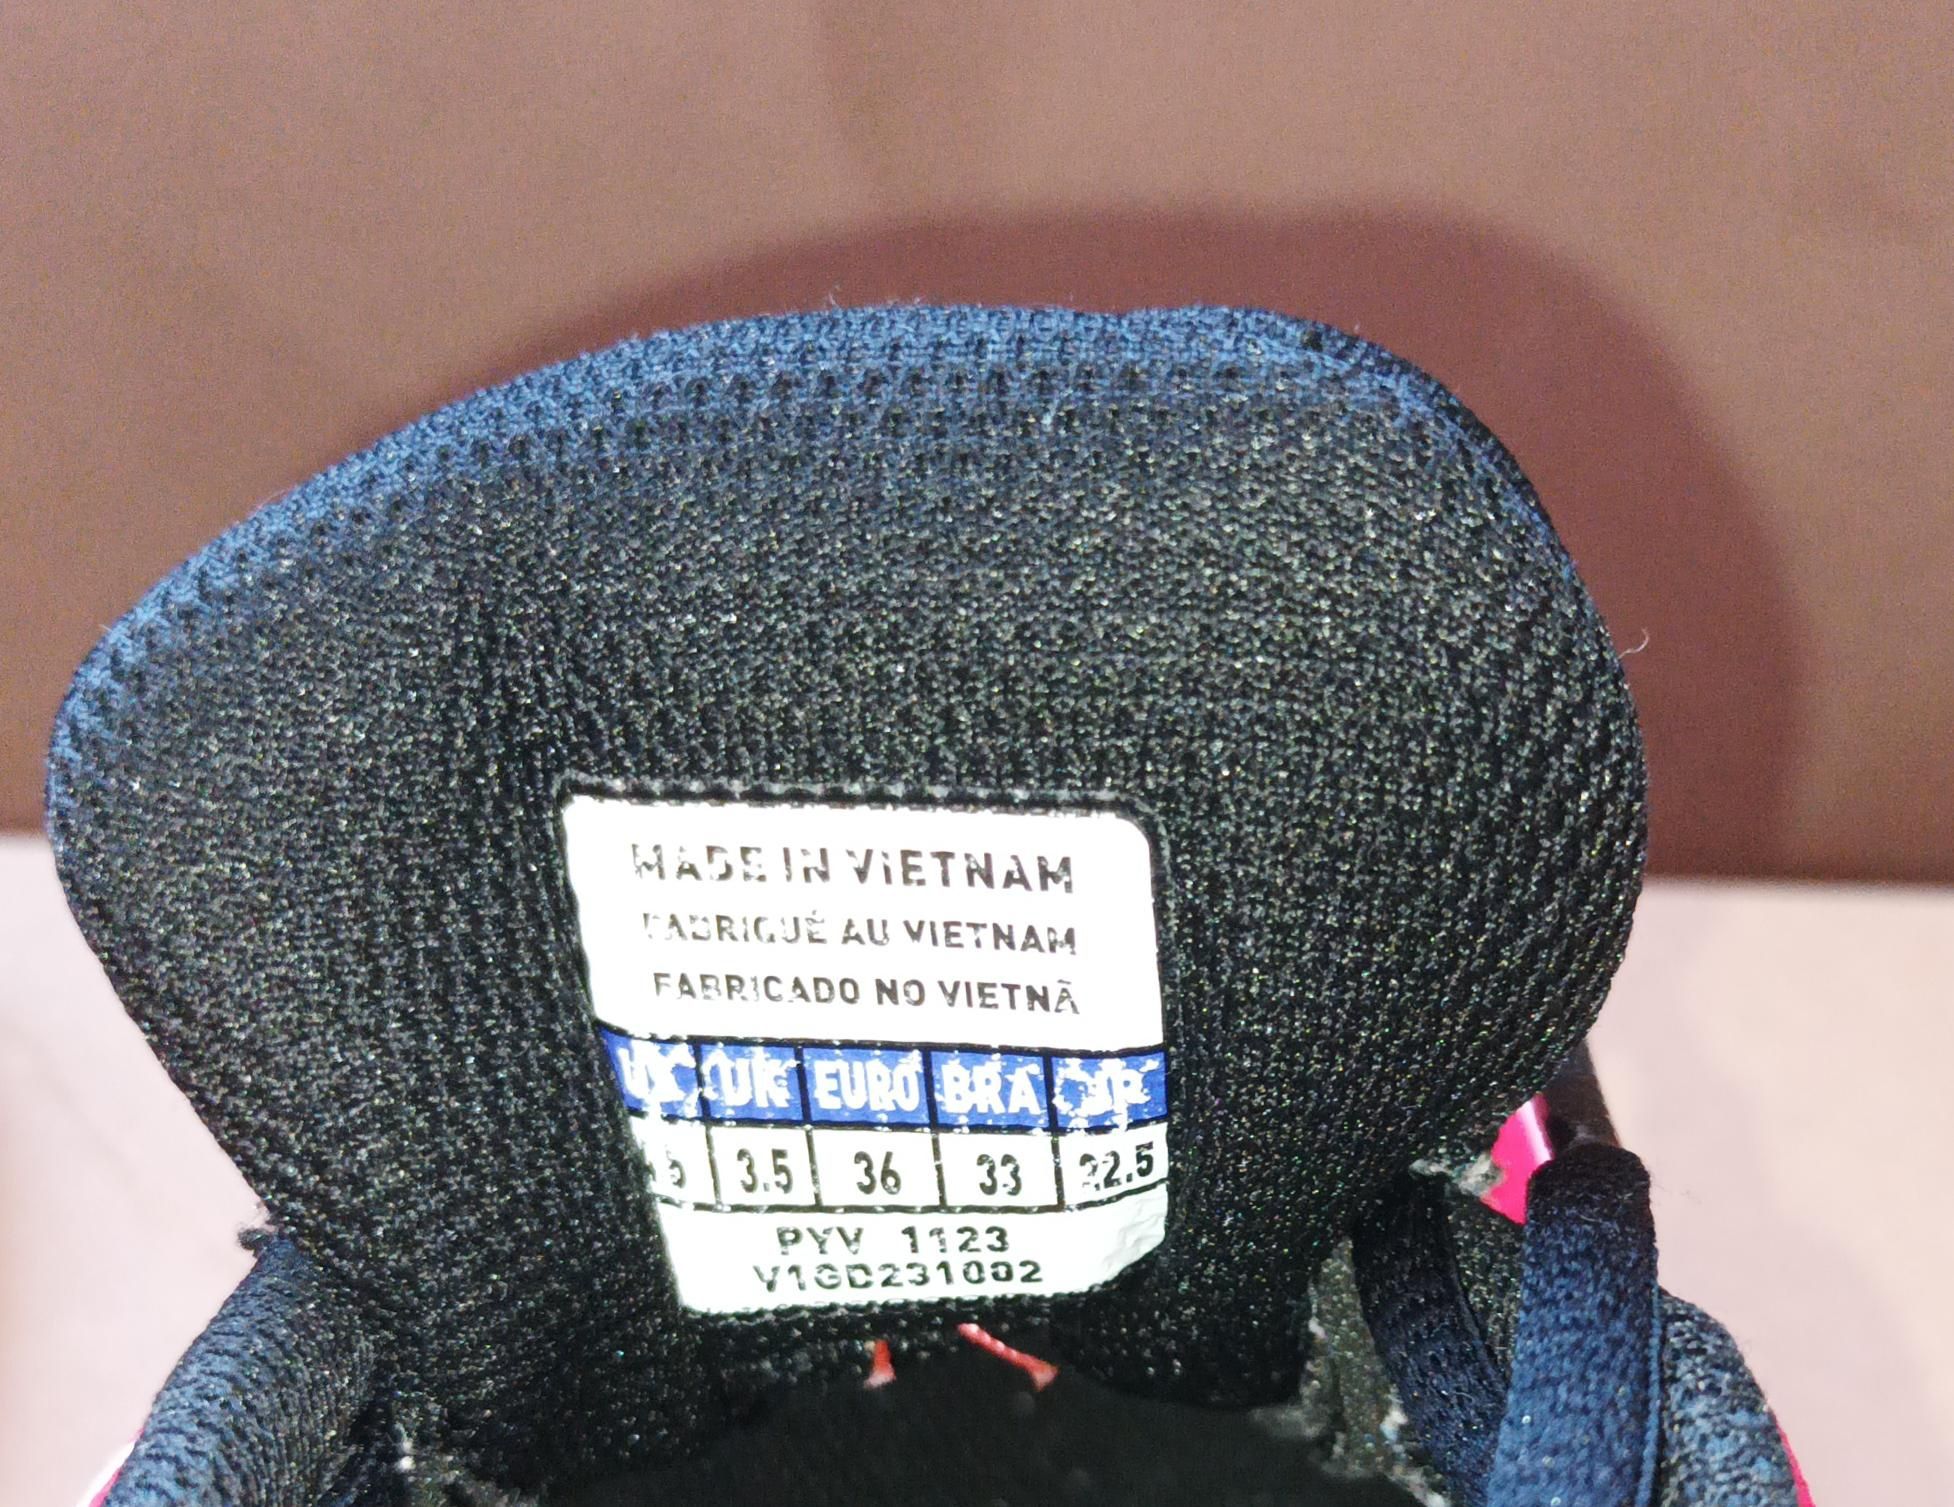 MADE IN VIETNAM
FABRIQUÉ AU VIETNAM
FABRICADO NO VIETNÃ
UK EURO BRA
3.5 36 33 22.5
PYV 1123
V1GD231002